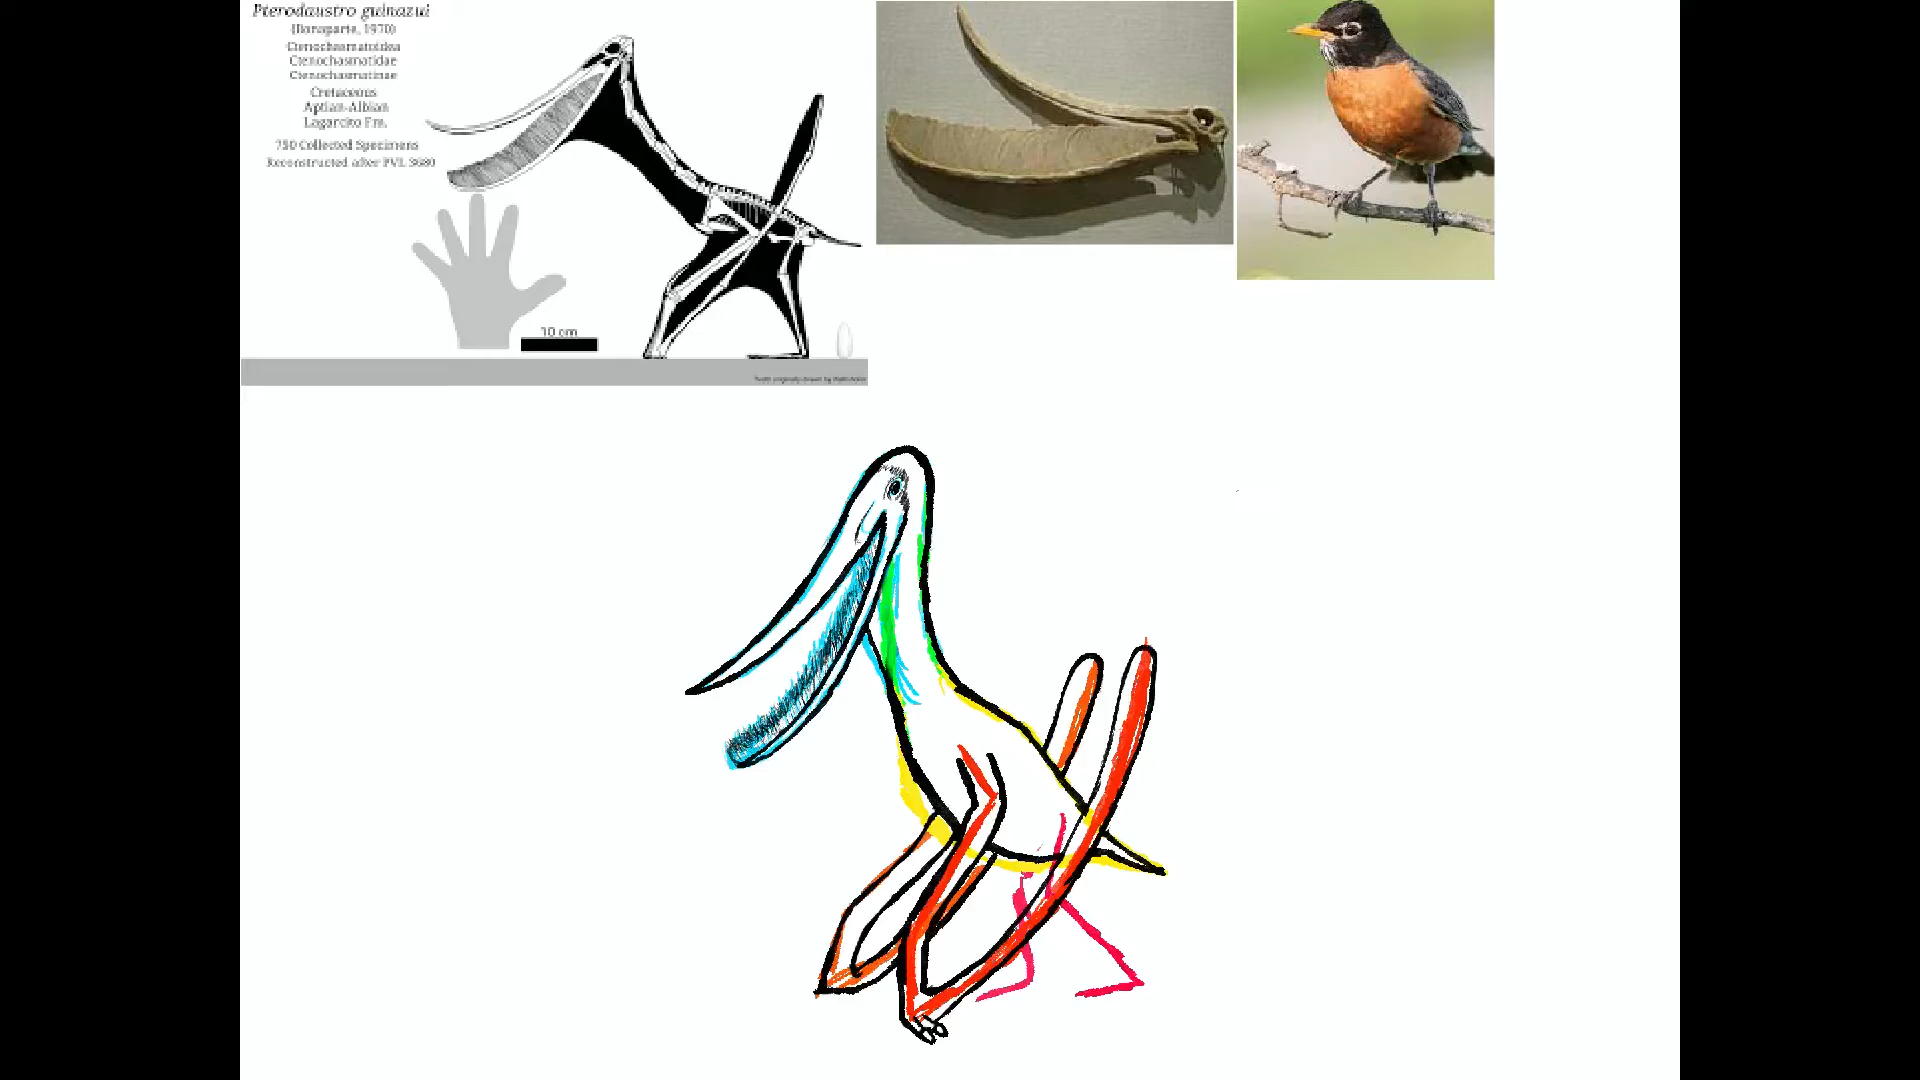 Pterodaustro guinazui
(Bonaparte, 1970)
Ctenochasmatoidea
Ctenochasmatidae
Ctenochasmatinae
Cretaceous
Aptian-Albian
Lagarcito Fm.
750 Collected Specimens
Reconstructed after PVL 3680
10 cm